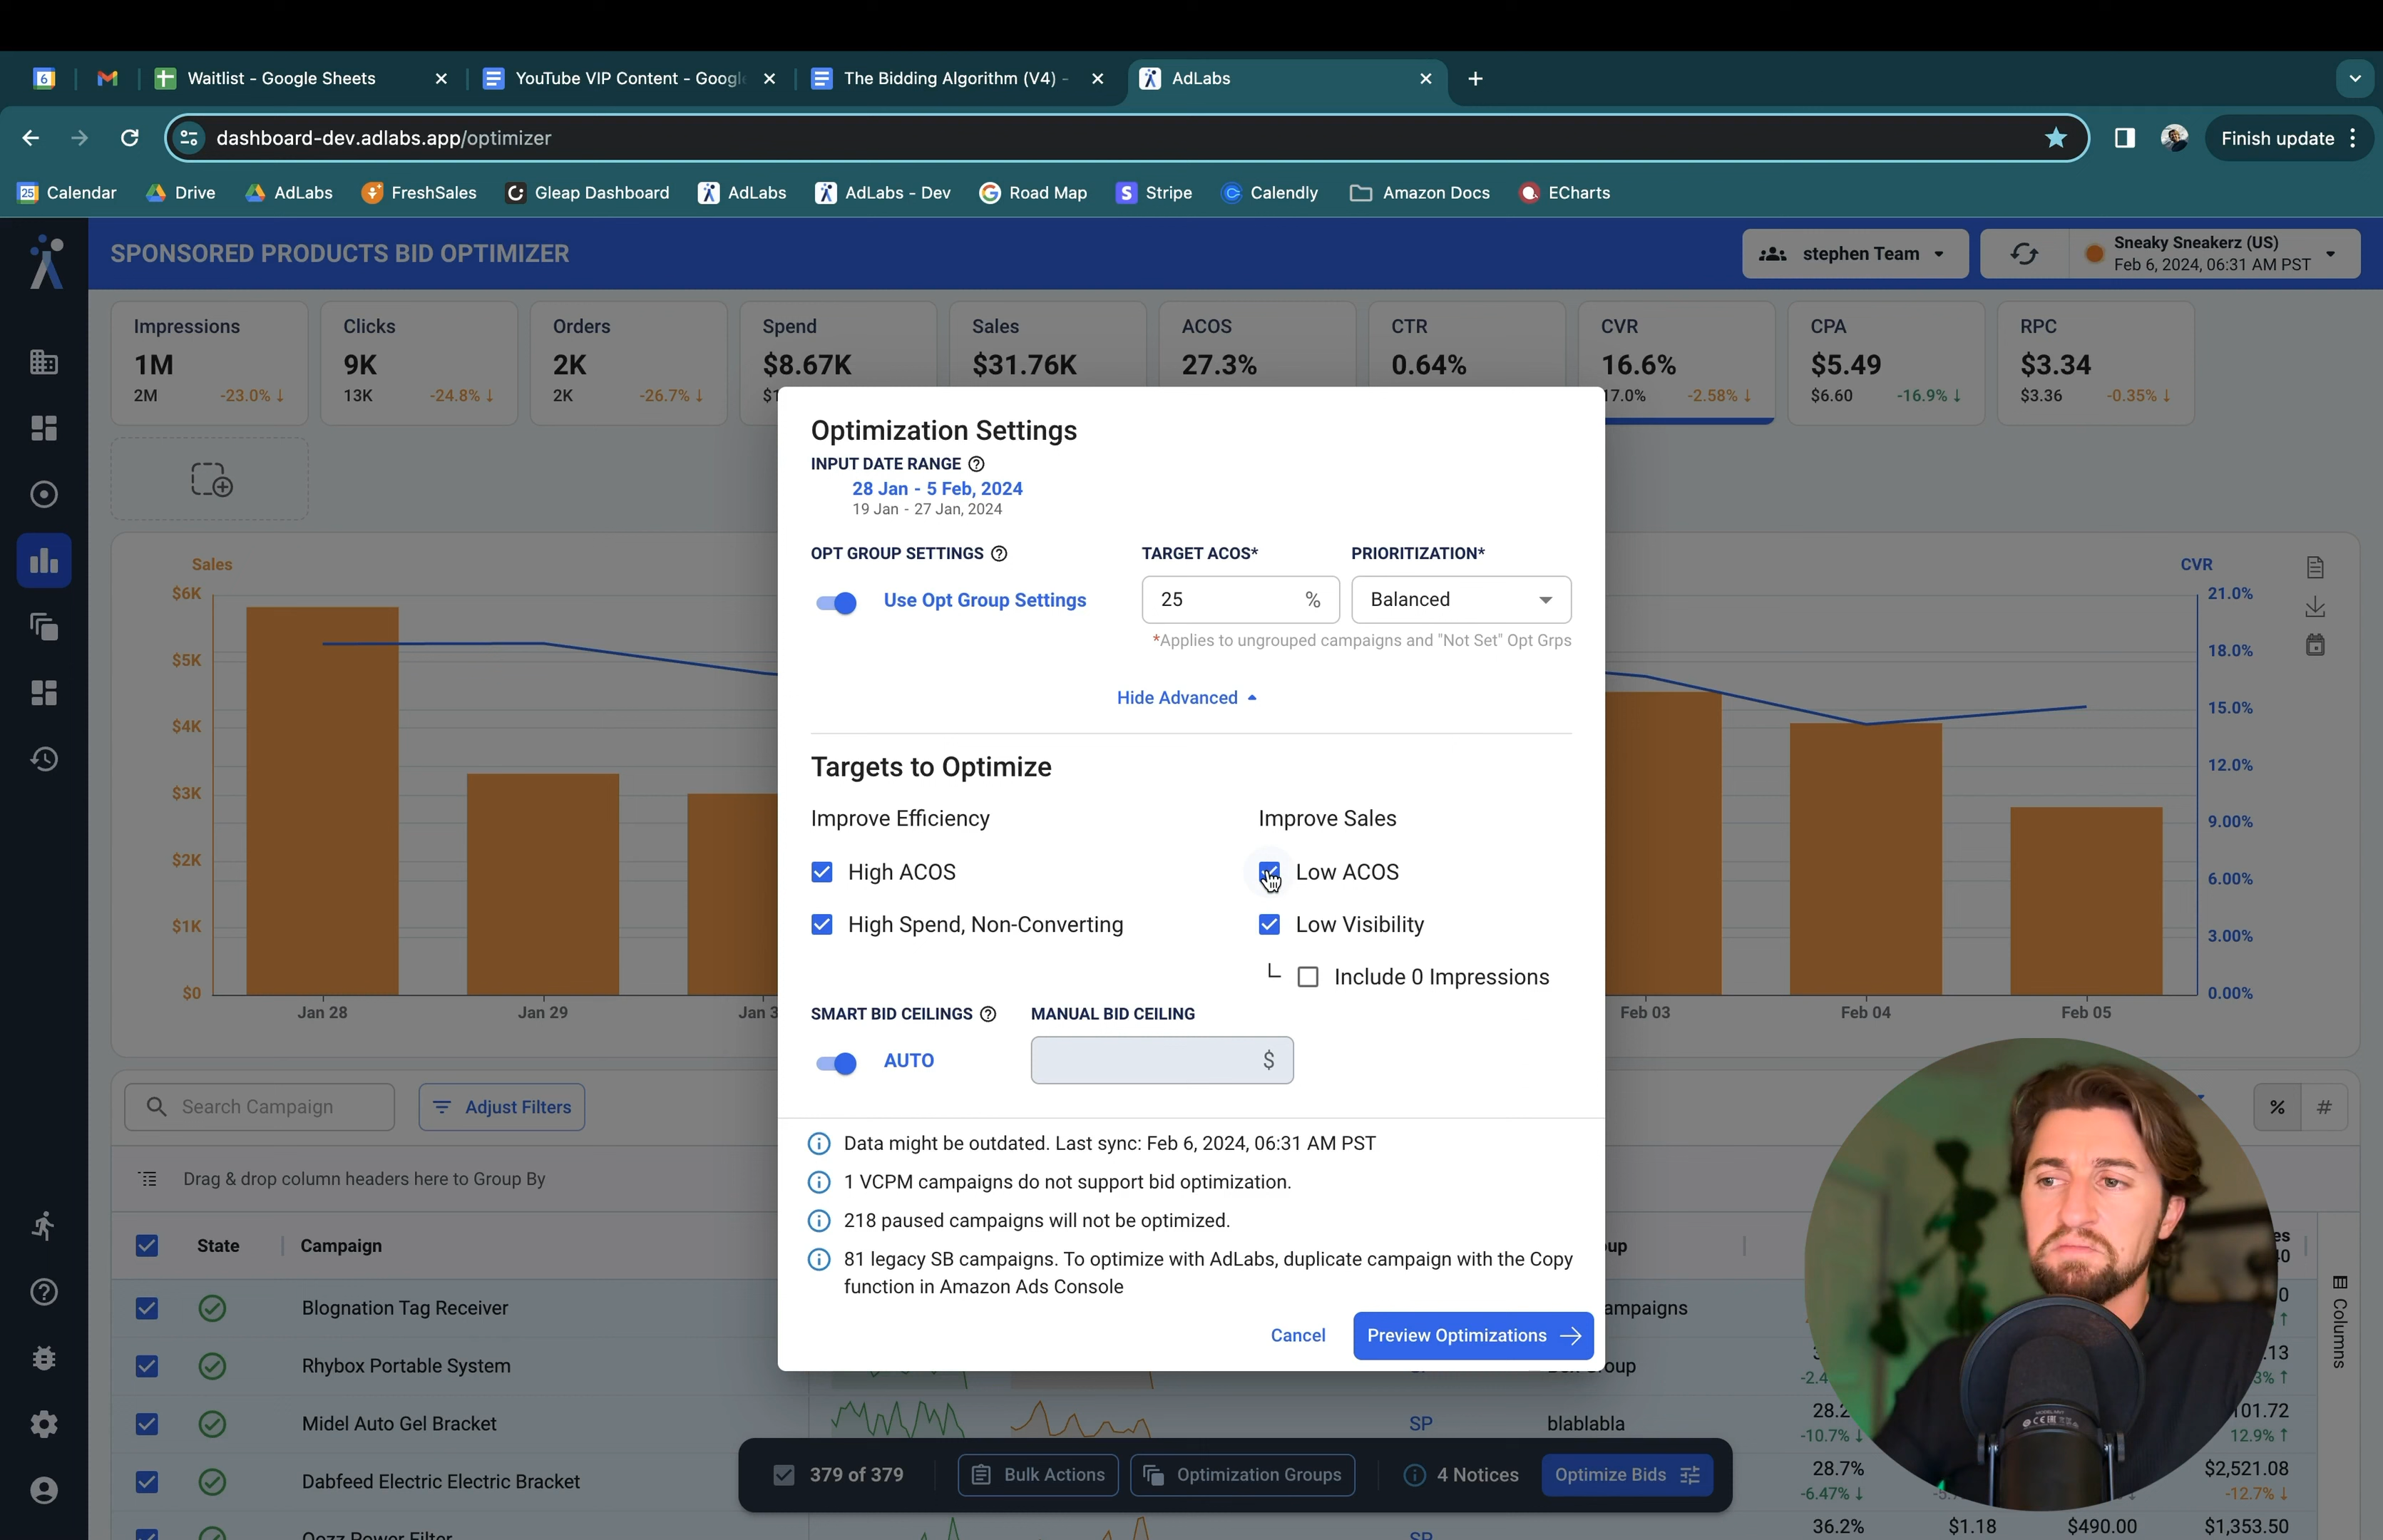 Waitlist - Google Sheets
YouTube VIP Content - Google
The Bidding Algorithm (V4) -
AdLabs
dashboard-dev.adlabs.app/optimizer
Finish update
Calendar
Drive
AdLabs
FreshSales
Gleap Dashboard
AdLabs
AdLabs - Dev
Road Map
Stripe
Calendly
Amazon Docs
ECharts
SPONSORED PRODUCTS BID OPTIMIZER
stephen Team
Sneaky Sneakerz (US)
Feb 6, 2024, 06:31 AM PST
Impressions
1M
2M -23.0% ↓
Clicks
9K
13K -24.8% ↓
Orders
2K
2K -26.7% ↓
Spend
$8.67K
Sales
$31.76K
ACOS
27.3%
CTR
0.64%
CVR
16.6%
17.0% -2.58% ↓
CPA
$5.49
$6.60 -16.9% ↓
RPC
$3.34
$3.36 -0.35% ↓
Optimization Settings
INPUT DATE RANGE
28 Jan - 5 Feb, 2024
19 Jan - 27 Jan, 2024
OPT GROUP SETTINGS
TARGET ACOS*
PRIORITIZATION*
Use Opt Group Settings
25 %
Balanced
*Applies to ungrouped campaigns and "Not Set" Opt Grps
Hide Advanced
Targets to Optimize
Improve Efficiency
Improve Sales
High ACOS
Low ACOS
High Spend, Non-Converting
Low Visibility
Include 0 Impressions
SMART BID CEILINGS
MANUAL BID CEILING
AUTO
$
Data might be outdated. Last sync: Feb 6, 2024, 06:31 AM PST
1 VCPM campaigns do not support bid optimization.
218 paused campaigns will not be optimized.
81 legacy SB campaigns. To optimize with AdLabs, duplicate campaign with the Copy
function in Amazon Ads Console
Cancel
Preview Optimizations
Sales
$6K
$5K
$4K
$3K
$2K
$1K
$0
Jan 28
Jan 29
Jan 3
Feb 03
Feb 04
Feb 05
CVR
21.0%
18.0%
15.0%
12.0%
9.00%
6.00%
3.00%
0.00%
Search Campaign
Adjust Filters
%
#
Drag & drop column headers here to Group By
State
Campaign
Columns
Blognation Tag Receiver
Rhybox Portable System
Midel Auto Gel Bracket
SP
blablabla
28.2
-10.7% ↓
101.72
12.9% ↑
Dabfeed Electric Electric Bracket
28.7%
-6.47% ↓
$2,521.08
-12.7% ↓
36.2%
$1.18
$490.00
$1,353.50
379 of 379
Bulk Actions
Optimization Groups
4 Notices
Optimize Bids